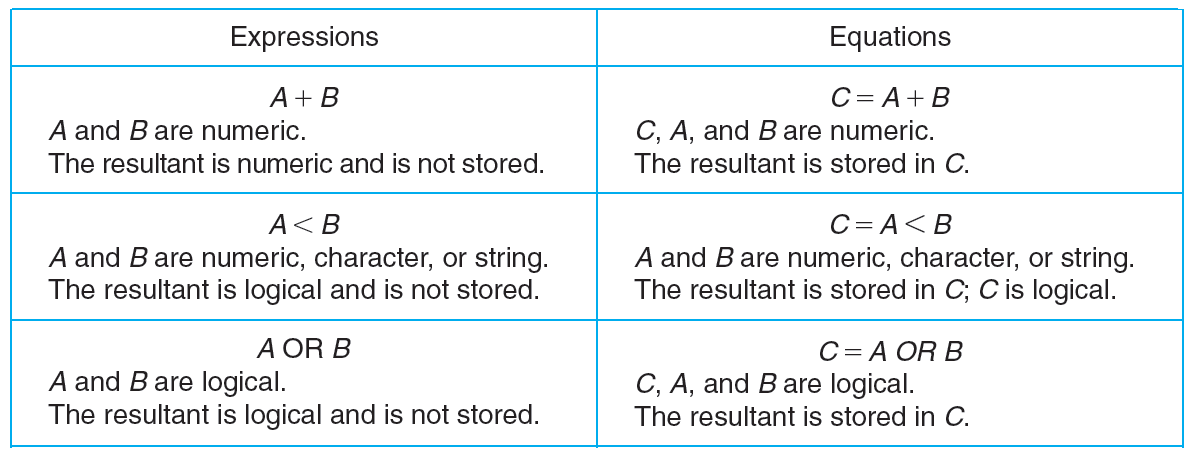 Expressions
Equations
A + B
A and B are numeric.
The resultant is numeric and is not stored.
C = A + B
C, A, and B are numeric.
The resultant is stored in C.
A < B
A and B are numeric, character, or string.
The resultant is logical and is not stored.
C = A < B
A and B are numeric, character, or string.
The resultant is stored in C; C is logical.
A OR B
A and B are logical.
The resultant is logical and is not stored.
C = A OR B
C, A, and B are logical.
The resultant is stored in C.